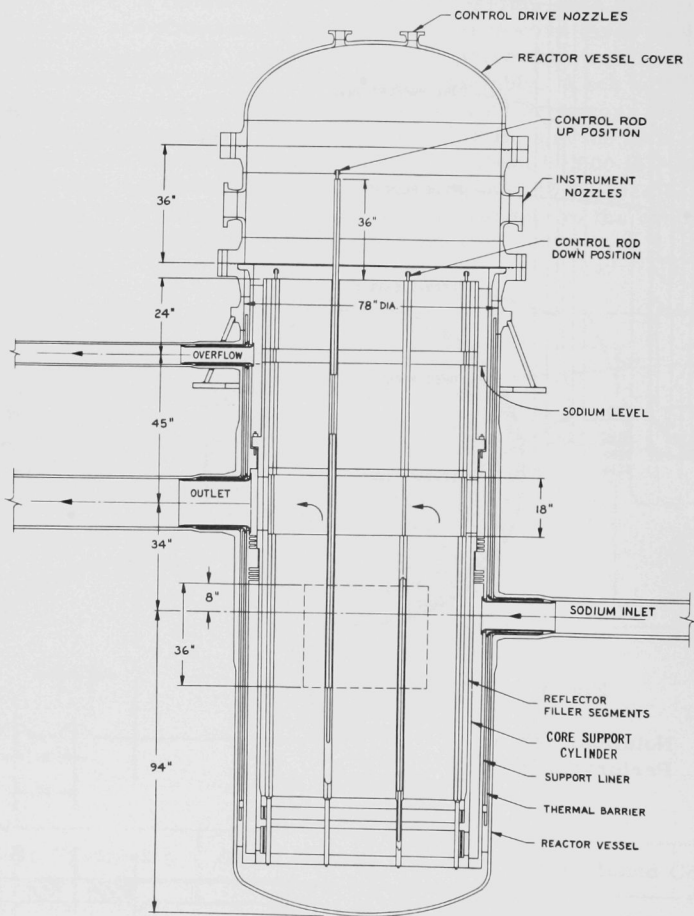 CONTROL DRIVE NOZZLES
REACTOR VESSEL COVER
CONTROL ROD
UP POSITION
36"
INSTRUMENT
NOZZLES
36"
CONTROL ROD
DOWN POSITION
24"
78" DIA.
OVERFLOW
SODIUM LEVEL
45"
OUTLET
18"
34"
8"
SODIUM INLET
36"
REFLECTOR
FILLER SEGMENTS
CORE SUPPORT
CYLINDER
94"
SUPPORT LINER
THERMAL BARRIER
REACTOR VESSEL